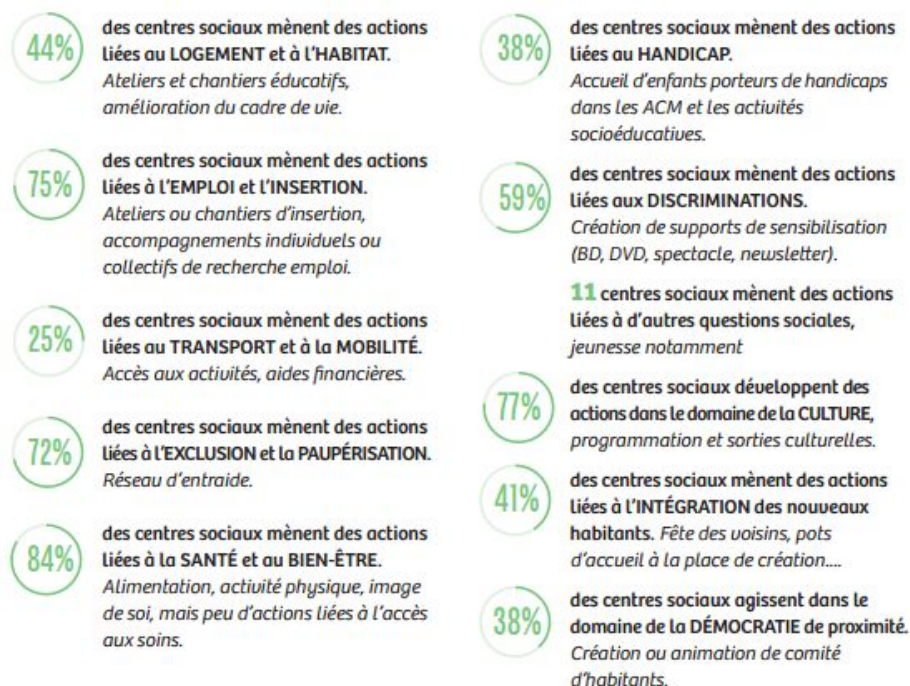 44%
des centres sociaux mènent des actions
liées au LOGEMENT et à l'HABITAT.
Ateliers et chantiers éducatifs,
amélioration du cadre de vie.
75%
des centres sociaux mènent des actions
liées à l'EMPLOI et l'INSERTION.
Ateliers ou chantiers d'insertion,
accompagnements individuels ou
collectifs de recherche emploi.
25%
des centres sociaux mènent des actions
liées au TRANSPORT et à la MOBILITÉ.
Accès aux activités, aides financières.
72%
des centres sociaux mènent des actions
liées à l'EXCLUSION et la PAUPÉRISATION.
Réseau d'entraide.
84%
des centres sociaux mènent des actions
liées à la SANTÉ et au BIEN-ÊTRE.
Alimentation, activité physique, image
de soi, mais peu d'actions liées à l'accès
aux soins.
38%
des centres sociaux mènent des actions
liées au HANDICAP.
Accueil d'enfants porteurs de handicaps
dans les ACM et les activités
socioéducatives.
59%
des centres sociaux mènent des actions
liées aux DISCRIMINATIONS.
Création de supports de sensibilisation
(BD, DVD, spectacle, newsletter).
11 centres sociaux mènent des actions
liées à d'autres questions sociales,
jeunesse notamment
77%
des centres sociaux développent des
actions dans le domaine de la CULTURE,
programmation et sorties culturelles.
41%
des centres sociaux mènent des actions
liées à l'INTÉGRATION des nouveaux
habitants. Fête des voisins, pots
d'accueil à la place de création....
38%
des centres sociaux agissent dans le
domaine de la DÉMOCRATIE de proximité.
Création ou animation de comité
d'habitants.